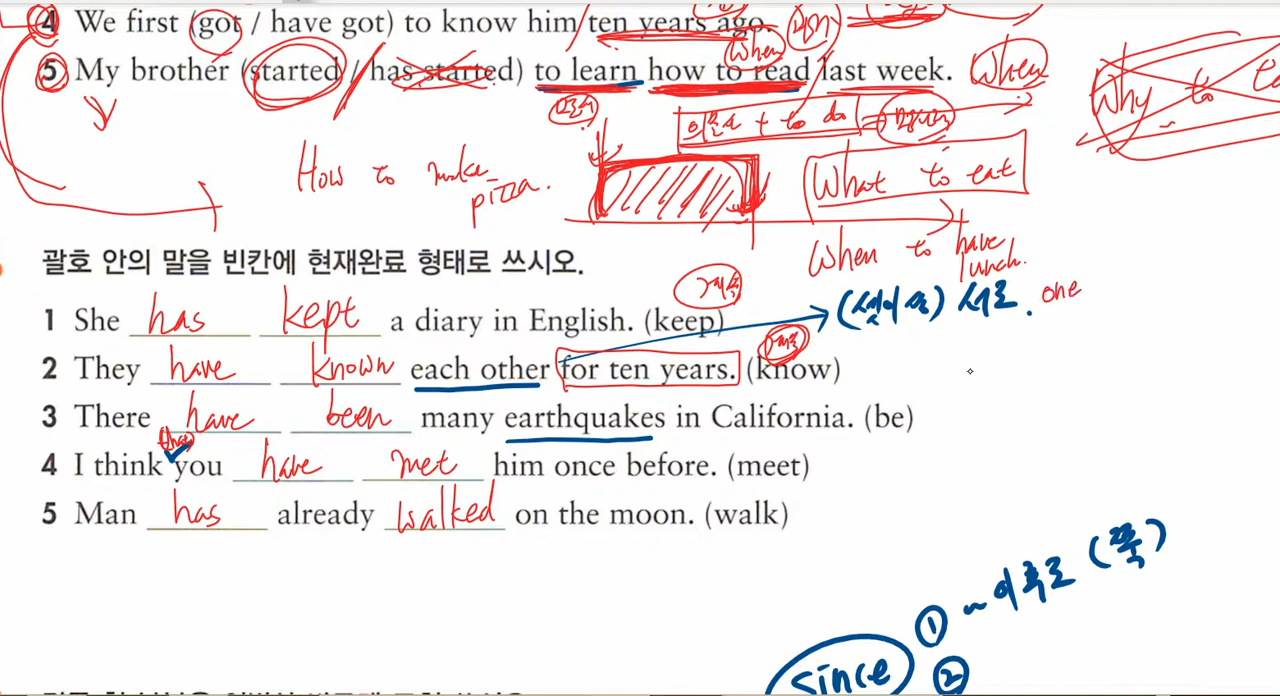 4 We first (got / have got) to know him ten years ago.
5 My brother (started / has started) to learn how to read last week.
When
When
Why to
의문사 + to do
How to make pizza.
What to eat
When to have lunch.
괄호 안의 말을 빈칸에 현재완료 형태로 쓰시오.
계속
1 She has kept a diary in English. (keep)
서로. one
2 They have known each other for ten years. (know)
3 There have been many earthquakes in California. (be)
(that)
4 I think you have met him once before. (meet)
5 Man has already walked on the moon. (walk)
① ~이후로 (쭉)
since ②